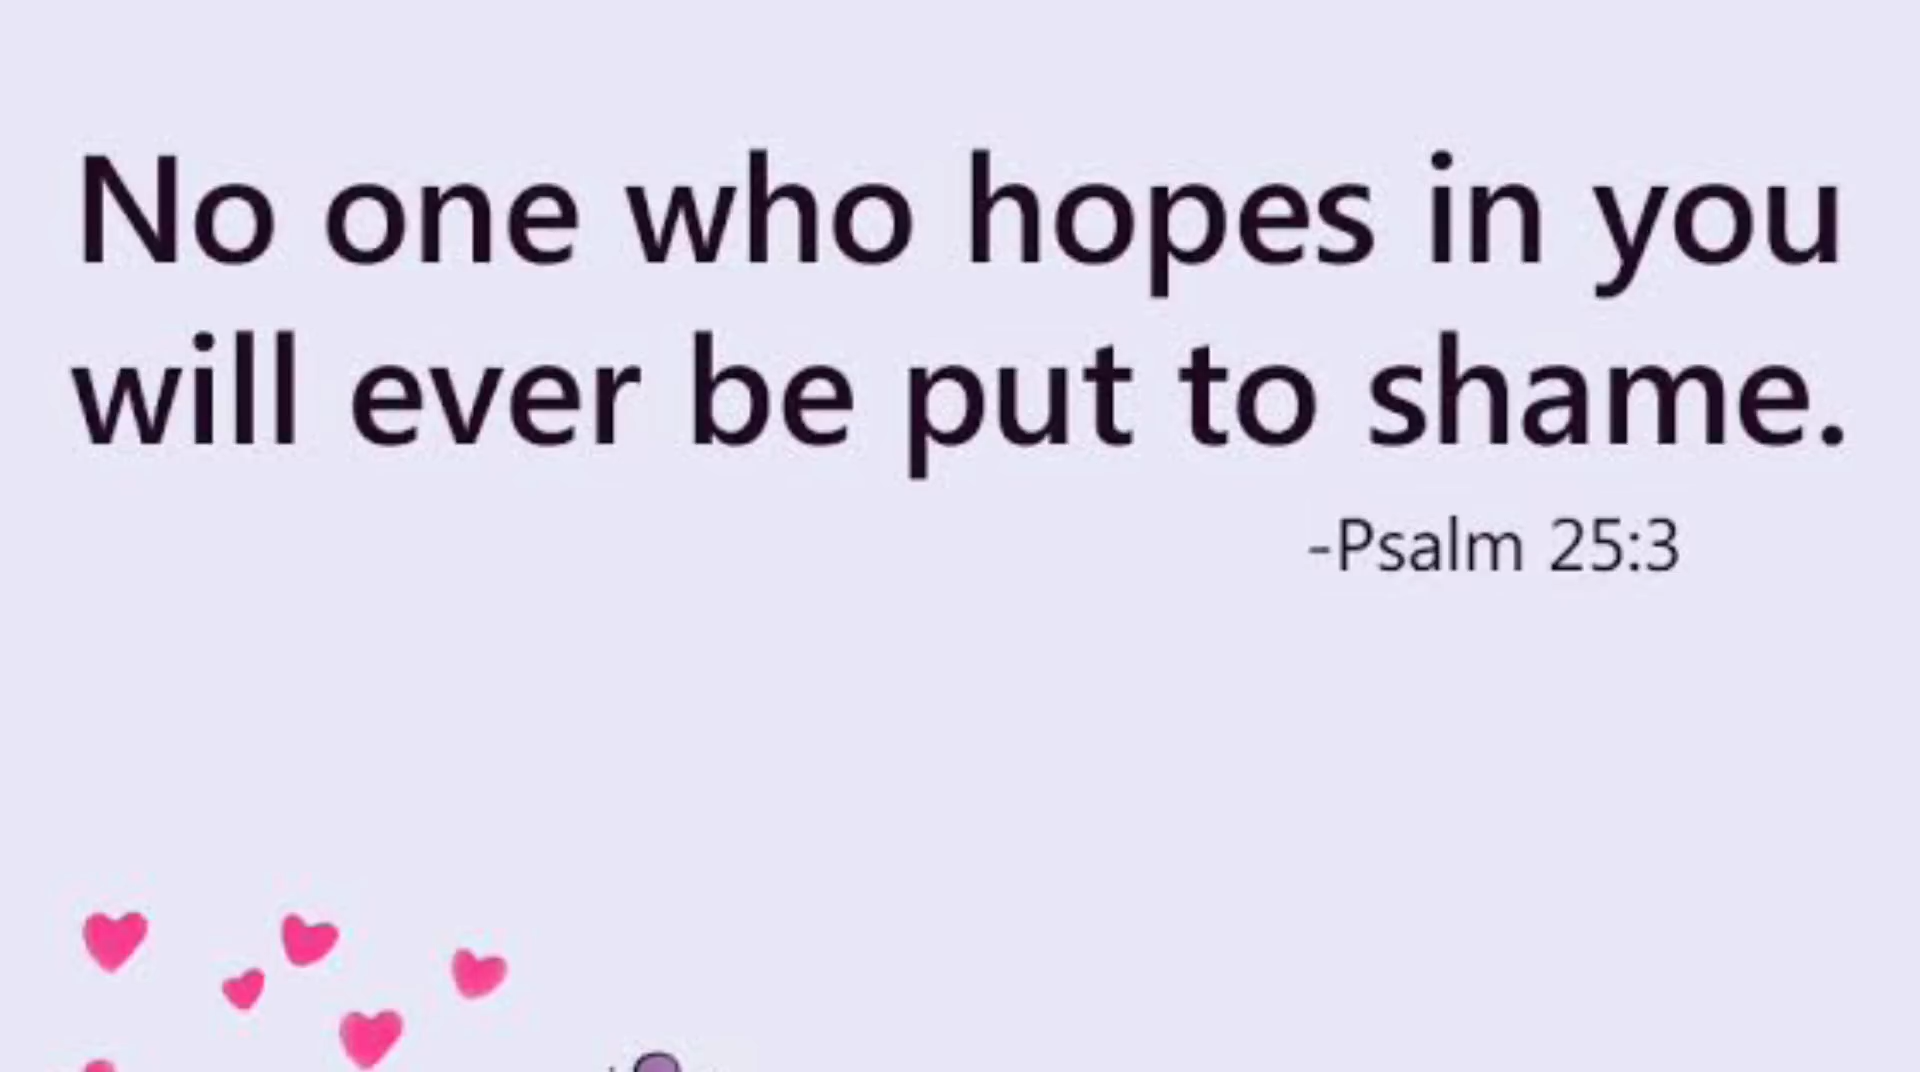 No one who hopes in you
will ever be put to shame.
-Psalm 25:3